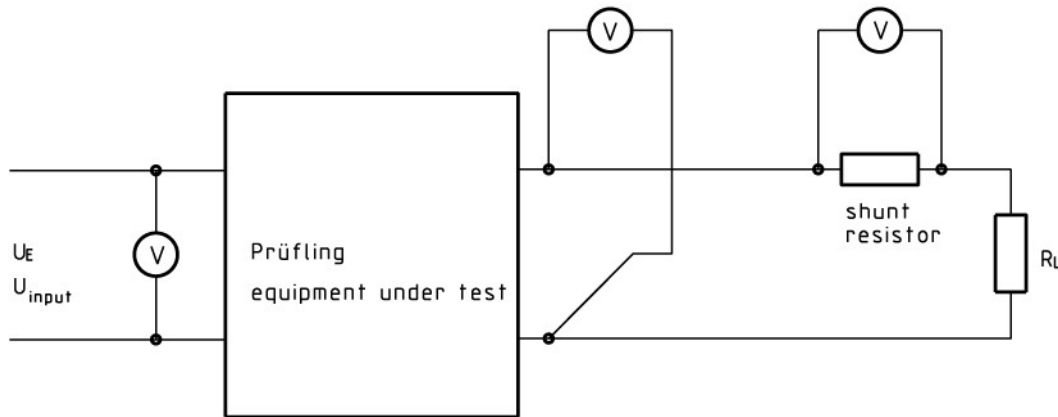 V
V
V
UE
Uinput
Prüfling
equipment under test
shunt
resistor
RL